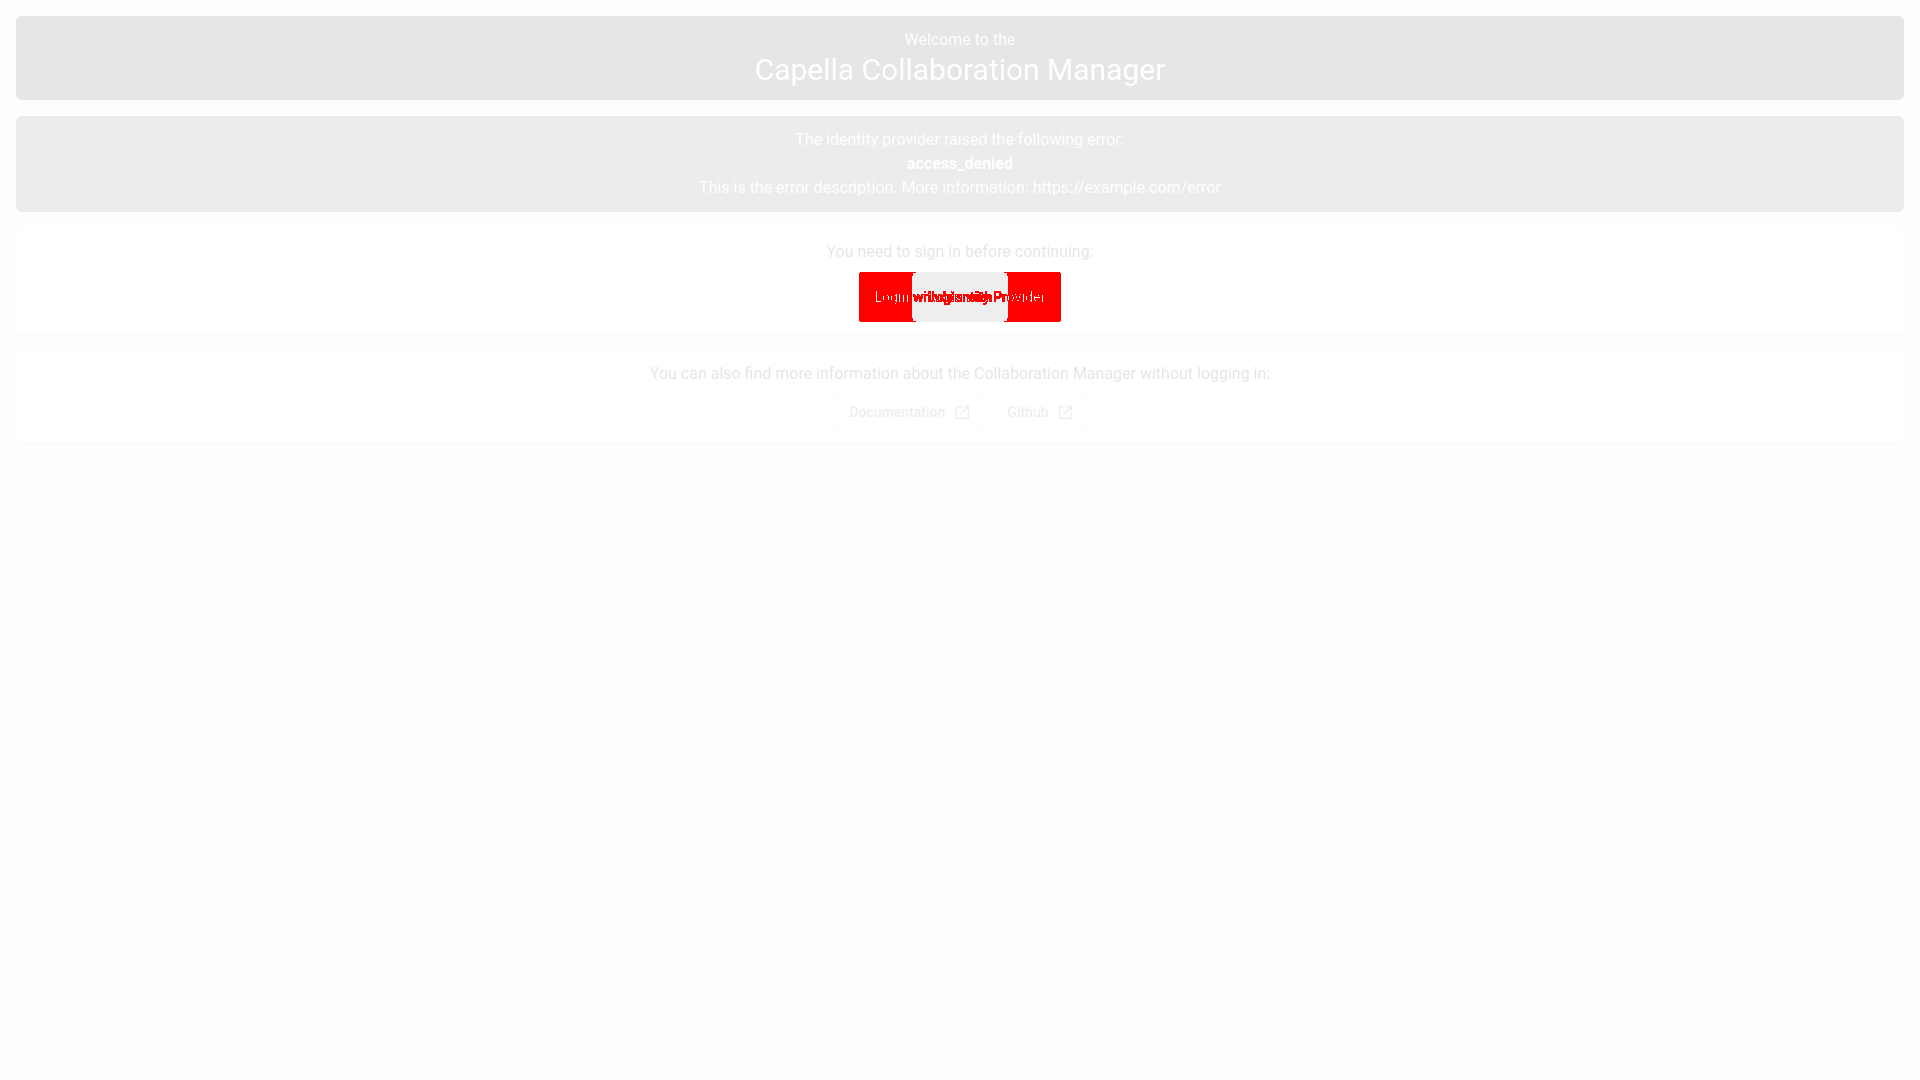 Welcome to the
Capella Collaboration Manager
The identity provider raised the following error:
access_denied
This is the error description. More information: https://example.com/error
You need to sign in before continuing:
Login Provider
You can also find more information about the Collaboration Manager without logging in:
Documentation
Github